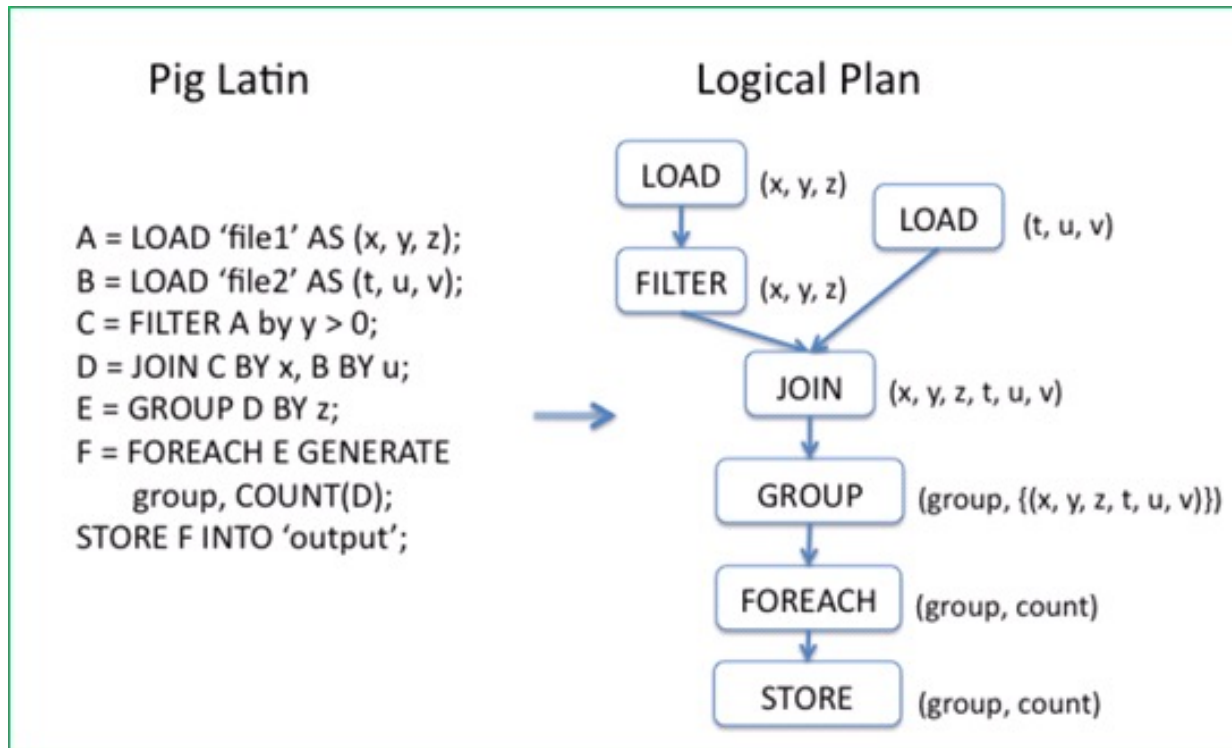 Pig Latin
A = LOAD ‘file1’ AS (x, y, z);
B = LOAD ‘file2’ AS (t, u, v);
C = FILTER A by y > 0;
D = JOIN C BY x, B BY u;
E = GROUP D BY z;
F = FOREACH E GENERATE
group, COUNT(D);
STORE F INTO ‘output’;
Logical Plan
LOAD (x, y, z)
LOAD (t, u, v)
FILTER (x, y, z)
JOIN (x, y, z, t, u, v)
GROUP (group, {(x, y, z, t, u, v)})
FOREACH (group, count)
STORE (group, count)